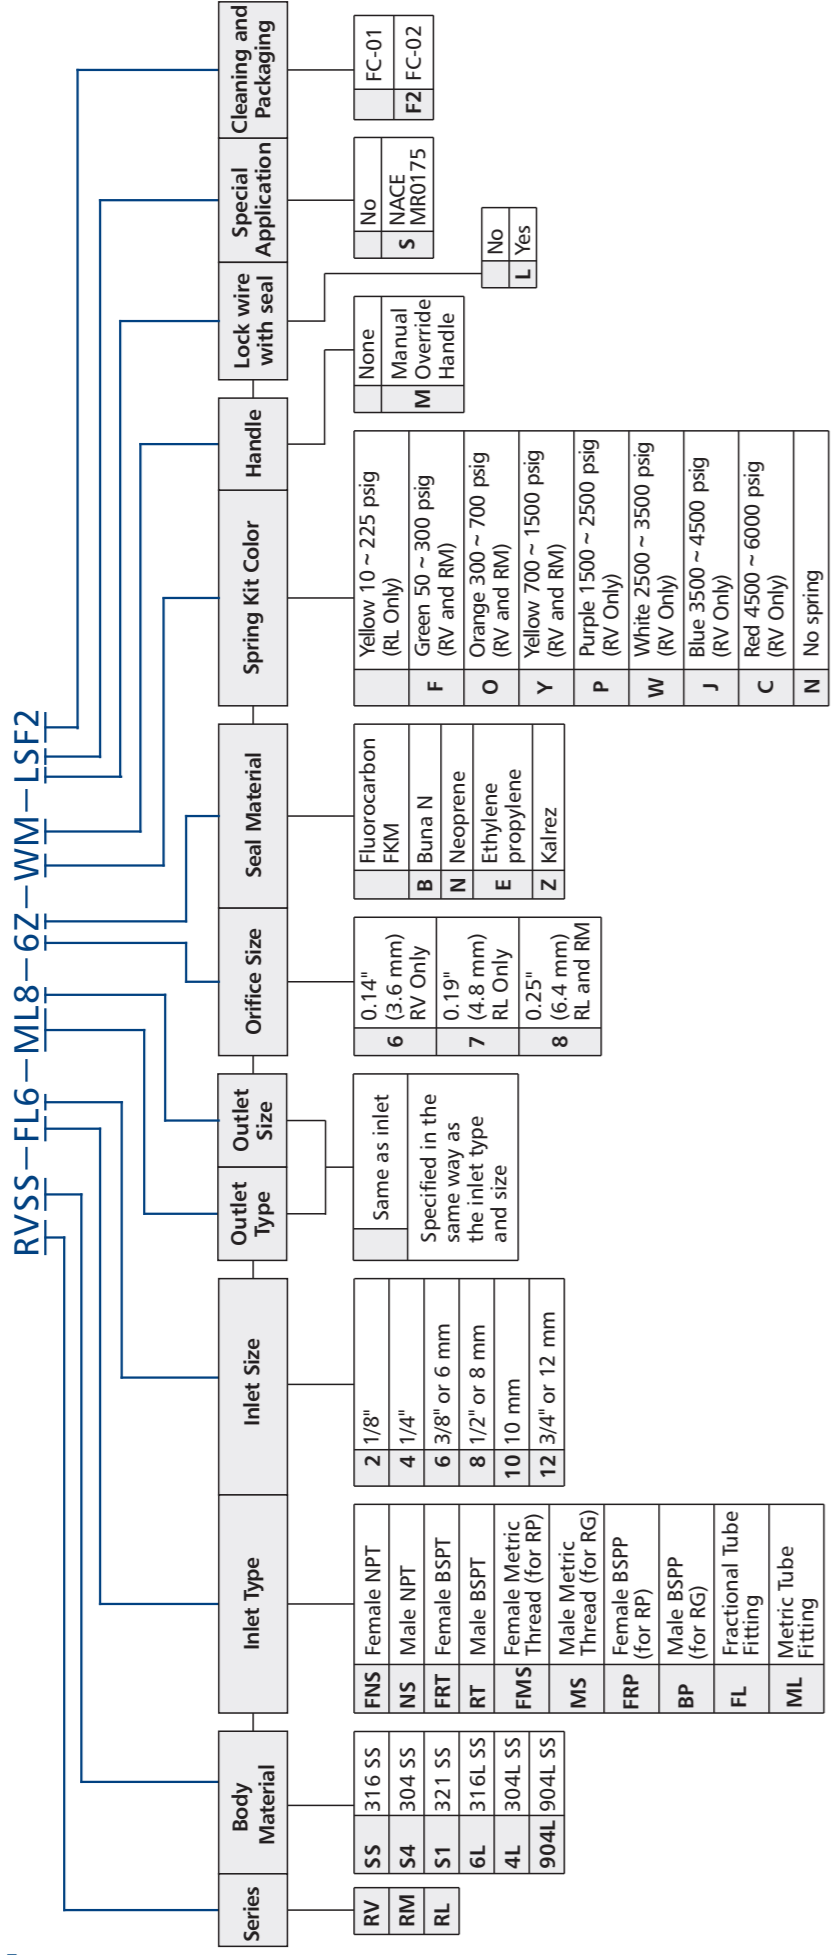 RVSS—FL6—ML8—6Z—WM—LSF2
Series
RV
RM
RL
Body
Material
SS 316 SS
S4 304 SS
S1 321 SS
6L 316L SS
4L 304L SS
904L 904L SS
Inlet Type
FNS Female NPT
NS Male NPT
FRT Female BSPT
RT Male BSPT
FMS Female Metric
Thread (for RP)
MS Male Metric
Thread (for RG)
FRP Female BSPP
(for RP)
BP Male BSPP
(for RG)
FL Fractional Tube
Fitting
ML Metric Tube
Fitting
Inlet Size
2 1/8"
4 1/4"
6 3/8" or 6 mm
8 1/2" or 8 mm
10 10 mm
12 3/4" or 12 mm
Outlet
Type
Outlet
Size
Same as inlet
Specified in the
same way as
the inlet type
and size
Orifice Size
6 0.14"
(3.6 mm)
RV Only
7 0.19"
(4.8 mm)
RL Only
8 0.25"
(6.4 mm)
RL and RM
Seal Material
Fluorocarbon
FKM
B Buna N
N Neoprene
E Ethylene
propylene
Z Kalrez
Spring Kit Color
Yellow 10 ~ 225 psig
(RL Only)
F Green 50 ~ 300 psig
(RV and RM)
O Orange 300 ~ 700 psig
(RV and RM)
Y Yellow 700 ~ 1500 psig
(RV and RM)
P Purple 1500 ~ 2500 psig
(RV Only)
W White 2500 ~ 3500 psig
(RV Only)
J Blue 3500 ~ 4500 psig
(RV Only)
C Red 4500 ~ 6000 psig
(RV Only)
N No spring
Handle
None
M Manual
Override
Handle
Lock wire
with seal
No
L Yes
Special
Application
No
S NACE
MR0175
Cleaning and
Packaging
FC-01
F2 FC-02